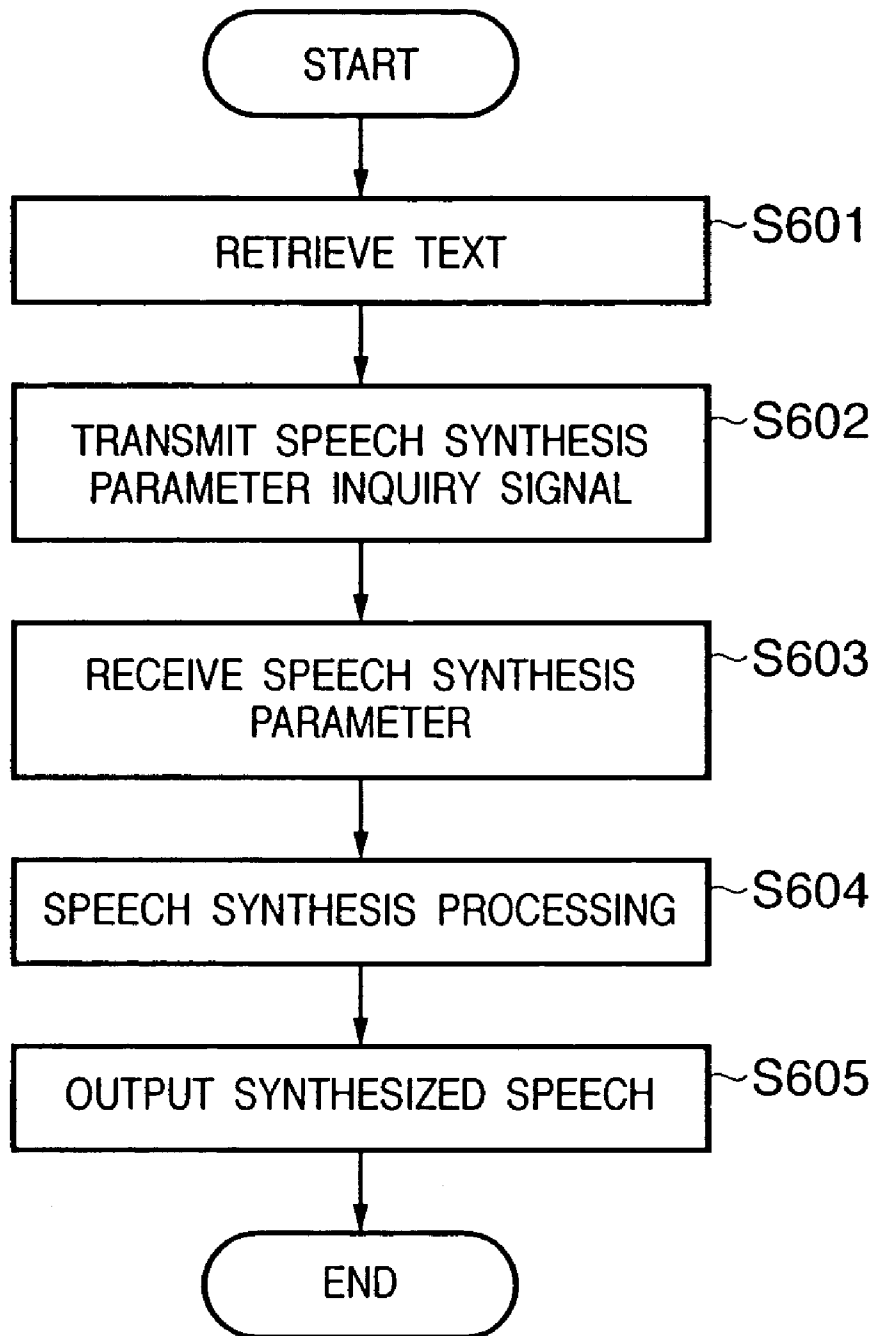 START
RETRIEVE TEXT
S601
TRANSMIT SPEECH SYNTHESIS
PARAMETER INQUIRY SIGNAL
S602
RECEIVE SPEECH SYNTHESIS
PARAMETER
S603
SPEECH SYNTHESIS PROCESSING
S604
OUTPUT SYNTHESIZED SPEECH
S605
END